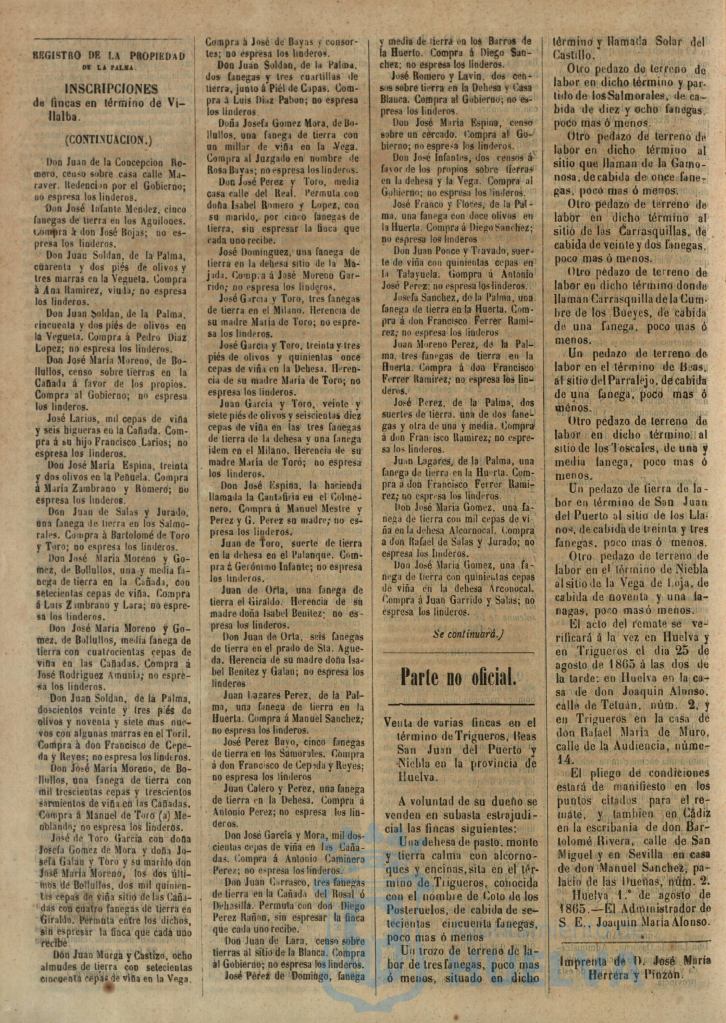 REGISTRO DE LA PROPIEDAD
DE LA PALMA.
INSCRIPCIONES
de fincas en término de Vi-
llalba.
(CONTINUACION.)
Don Juan de la Concepcion Ro-
mero, censo sobre casa calle Ma-
raver. Redencion por el Gobierno;
no espresa los linderos.
Don José Infante Mendez, cinco
fanegas de tierra en los Aguilones.
Compra á don José Bojas; no es-
presa los linderos.
Don Juan Soldan, de la Palma,
cuarenta y dos piés de olivos y
tres marras en la Vegueta. Compra
á Ana Ramirez, viuda; no espresa
los linderos.
Don Juan Soldan, de la Palma,
cincuenta y dos piés de olivos en
la Vegueta. Compra á Pedro Diaz
Lopez; no espresa los linderos.
Don José María Moreno, de Bo-
llullos, censo sobre tierras en la
Cañada á favor de los propios.
Compra al Gobierno; no espresa
los linderos.
José Larios, mil cepas de viña
y seis higueras en la Cañada. Com-
pra á su hijo Francisco Larios; no
espresa los linderos.
Don José María Espina, treinta
y dos olivos en la Peñuela. Compra
á María Zambrano y Romero; no
espresa los linderos.
Don Juan de Salas y Jurado,
una fanega de tierra en los Salmo-
rales. Compra á Bartolomé de Toro
y Toro; no espresa los linderos.
Don José María Moreno y Go-
mez, de Bollullos, una y media fa-
nega de tierra en la Cañada, con
setecientas cepas de viña. Compra
á Luis Zambrano y Lara; no espre-
sa los linderos.
Don José María Moreno y Go-
mez, de Bollullos, media fanega de
tierra con cuatrocientas cepas de
viña en las Cañadas. Compra á
José Rodriguez Amunia; no espre-
sa los linderos.
Don Juan Soldan, de la Palma,
doscientos veinte y tres piés de
olivos y noventa y siete mas nue-
vos con algunas marras en el Toril.
Compra á don Francisco de Cepe-
da y Reyes; no espresa los linderos.
Don José María Moreno, de Bo-
llullos, una fanega de tierra con
mil trescientas cepas y trescientos
sarmientos de viña en las Cañadas.
Compra á Manuel de Toro (a) Me-
noblando; no espresa los linderos.
José de Toro García con doña
Josefa Gomez de Mora y doña Jo-
sefa Galan y Toro y su marido don
José María Moreno, los dos últi-
mos de Bollullos, dos mil quinien-
tas cepas de viña sitio de las Caña-
das con cuatro fanegas de tierra en
Giraldo. Permuta entre los dichos,
sin espresar la finca que cada uno
recibe
Don Juan Murga y Castizo, ocho
almudes de tierra con setecientas
cincuenta cepas de viña en la Vega.
Compra á José de Bayas y consor-
tes; no espresa los linderos.
Don Juan Soldan, de la Palma,
dos fanegas y tres cuartillas de
tierra, junto á Piél de Capas. Compra
á Luis Diaz Pabon; no espresa
los linderos
Doña Josefa Gomez Mora, de Bo-
llullos, una fanega de tierra con
un millar de viña en la Vega.
Compra al Juzgado en nombre de
Rosa Bayas; no espresa los linderos.
Don José Perez y Toro, media
casa calle del Real. Permuta con
doña Isabel Romero y Lopez, con
su marido, por cinco fanegas de
tierra, sin espresar la finca que
cada uno recibe.
José Dominguez, una fanega de
tierra en la dehesa sitio de la Ma-
jada. Compra á José Moreno Gar-
rido; no espresa los linderos.
José Garcia y Toro, tres fanegas
de tierra en el Milano. Herencia de
su madre María de Toro; no espre-
sa los linderos.
José Garcia y Toro, treinta y tres
piés de olivos y quinientas once
cepas de viña en la Dehesa. Heren-
cia de su madre María de Toro; no
espresa los linderos.
Juan García y Toro, veinte y
siete piés de olivos y seiscientas diez
cepas de viña en las tres fanegas
de tierra de la dehesa y una fanega
idem en el Milano. Herencia de su
madre María de Toro; no espresa
los linderos.
Don José Espina, la hacienda
llamada la Cantafiria en el Colme-
nero. Compra á Manuel Mestre y
Perez y G. Perez su madre; no es-
presa los linderos.
Juan de Toro, suerte de tierra
en la dehesa en el Palanque. Com-
pra á Gerónimo Infante; no espresa
los linderos.
Juan de Orta, una fanega de
tierra el Giraldo. Herencia de su
madre doña Isabel Benitez; no es-
presa los linderos.
Don Juan de Orta, seis fanegas
de tierra en el prado de Sta. Ague-
da. Herencia de su madre doña Isa-
bel Benitez y Galan; no espresa los
linderos
Juan Lazares Perez, de la Pal-
ma, una fanega de tierra en la
Huerta. Compra á Manuel Sanchez;
no espresa los linderos.
José Perez Bayo, cinco fanegas
de tierra en los Samorales. Compra
á don Francisco de Cepeda y Reyes;
no espresa los linderos
Juan Calero y Perez, una fanega
de tierra en la Dehesa. Compra á
Antonio Perez; no espresa los lin-
deros.
Don José García y Mora, mil dos-
cientas cepas de viña en las Caña-
das. Compra á Antonio Caminero
Perez; no espresa los linderos.
Don Juan Carrasco, tres fanegas
de tierra en la Cañada del Rosal ó
Dehasilla. Permuta con don Diego
Perez Rañon, sin espresar la finca
que cada uno recibe.
Don Juan de Lara, censo sobre
tierras al sitio de la Blanca. Compra
al Gobierno; no espresa los linderos.
José Perez de Domingo, fanega
y media de tierra en los Barros de
la Huerto. Compra á Diego San-
chez; no espresa los linderos.
José Romero y Lavin, dos cen-
sos sobre tierra en la Dehesa y Casa
Blanca. Compra al Gobierno; no es-
presa los linderos.
Don José María Espina, censo
sobre un cercado. Compra al Go-
bierno; no espresa los linderos.
Don José Infantes, dos censos á
favor de los propios sobre tierras
en la dehesa y la Vega. Compra al
Gobierno; no espresa los linderos.
José Franco y Flores, de la Pal-
ma, una fanega con doce olivos en
la Huerta. Compra á Diego Sanchez;
no espresa los linderos
Don Juan Ponce y Travado, suer-
te de viña con quinientas cepas en
la Talayuela. Compra á Antonio
José Perez; no espresa los linderos.
Josefa Sanchez, de la Palma, una
fanega de tierra en la Huerta. Com-
pra á don Francisco Ferrer Rami-
rez; no espresa los linderos
Juan Moreno Perez, de la Pal-
ma, tres fanegas de tierra en la
Huerta. Compra á don Francisco
Ferrer Ramirez; no espresa los lin-
deros.
José Perez, de la Palma, dos
suertes de tierra. una de dos fane-
gas y otra de una y media. Compra
á don Francisco Ramirez; no espre-
sa los linderos.
Juan Lagares, de la Palma, una
fanega de tierra en la Huerta. Com-
pra á don Francisco Ferrer Rami-
rez; no espresa los linderos
Don José María Gomez, una fa-
nega de tierra con mil cepas de vi-
ña en la dehesa Alcornocal. Compra
a don Rafael de Salas y Jurado; no
espresa los linderos.
Don José María Gomez, una fa-
nega de tierra con quinientas cepas
de viña en la dehesa Arconocal.
Compra á Juan Garrido y Salas; no
espresa los linderos.
Se continuará.)
Parte no oficial.
Venta de varias fincas en el
término de Trigueros, Beas
San Juan del Puerto y
Niebla en la provincia de
Huelva.
A voluntad de su dueño se
venden en subasta estrajudi-
cial las fincas siguientes:
Una dehesa de pasto, monte
y tierra calma con alcorno-
ques y encinas, sita en el tér-
mino de Trigueros, conocida
con el nombre de Coto de los
Posteruelos, de cabida de se-
tecientas cincuenta fanegas,
poco mas ó menos
Un trozo de terreno de la-
bor de tres fanegas, poco mas
ó menos, situado en dicho
término y llamada Solar del
Castillo.
Otro pedazo de terreno de
labor en dicho término y par-
tido de los Salmorales, de ca-
bida de diez y ocho fanegas,
poco mas ó menos.
Otro pedazo de terreno de
labor en dicho término al
sitio que llaman de la Gamo-
nosa, de cabida de once fane-
gas, poco mas ó menos.
Otro pedazo de terreno de
labor en dicho término al
sitio de las Carrasquillas, de
cabida de veinte y dos fanegas,
poco mas ó menos.
Otro pedazo de terreno de
labor en dicho término donde
llaman Carrasquilla de la Cum-
bre de los Bueyes, de cabida
de una fanega, poco mas ó
menos.
Un pedazo de terreno de
labor en el término de Beas,
al sitio del Parralejo, de cabida
de una fanega, poco mas ó
ménos.
Otro pedazo de terreno de
labor en dicho término, al
sitio de los Toscales, de una y
media fanega, poco mas ó
menos.
Un pedazo de tierra de la-
bor en término de San Juan
del Puerto al sitio de los Lla-
nos, de cabida de treinta y tres
fanegas, poco mas ó menos.
Otro pedazo de terreno de
labor en el término de Niebla
al sitio de la Vega de Loja, de
cabida de noventa y una fa-
nagas, poco mas ó menos.
El acto del remate se ve-
rificará á la vez en Huelva y
en Trigueros el dia 25 de
agosto de 1865 á las dos de
la tarde: en Huelva en la ca-
sa de don Joaquin Alonso,
calle de Tetuán, núm. 2, y
en Trigueros en la casa de
don Rafael María de Muro,
calle de la Audiencia, núme-
14.
El pliego de condiciones
estará de manifiesto en los
puntos citados para el re-
mate, y tambien en Cádiz
en la escribania de don Bar-
tolomé Rivera, calle de San
Miguel y en Sevilla en casa
de don Manuel Sanchez, pa-
lacio de las Dueñas, núm. 2.
Huelva 1.° de agosto de
1865.—El Administrador de
S. E., Joaquin Maria Alonso.
Imprenta de D. José María
Herrera y Pinzon.